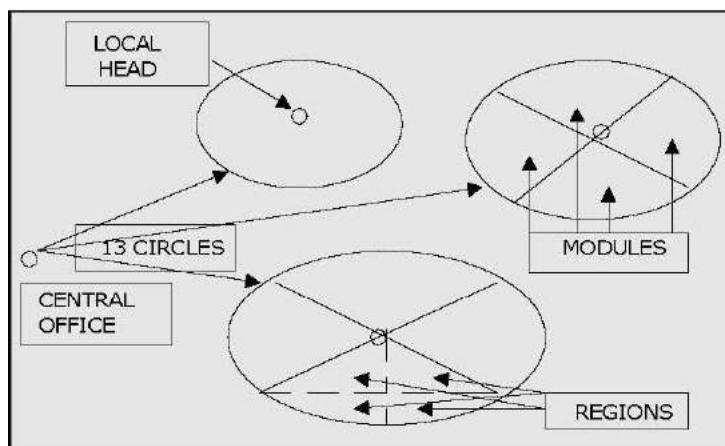 LOCAL
HEAD
13 CIRCLES
MODULES
CENTRAL
OFFICE
REGIONS